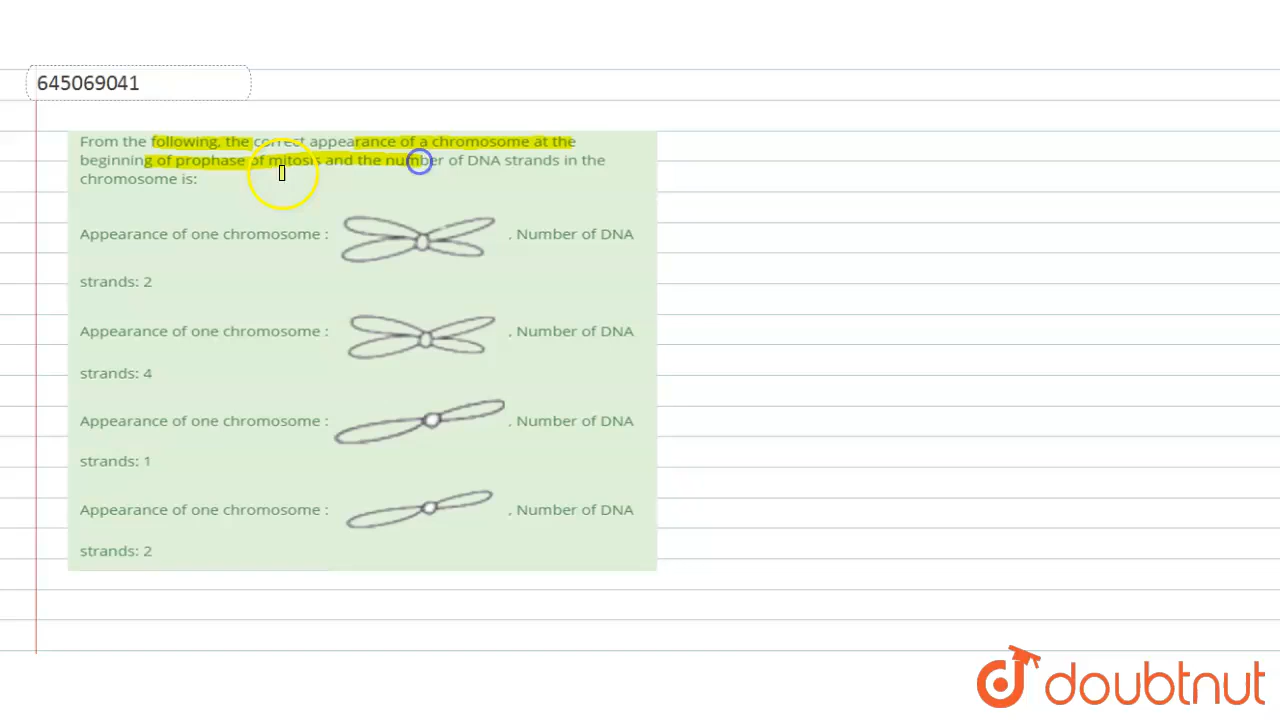 645069041
From the following, the correct appearance of a chromosome at the
beginning of prophase of mitosis and the number of DNA strands in the
chromosome is:
Appearance of one chromosome : . Number of DNA
strands: 2
Appearance of one chromosome : . Number of DNA
strands: 4
Appearance of one chromosome : . Number of DNA
strands: 1
Appearance of one chromosome : . Number of DNA
strands: 2
doubtnut